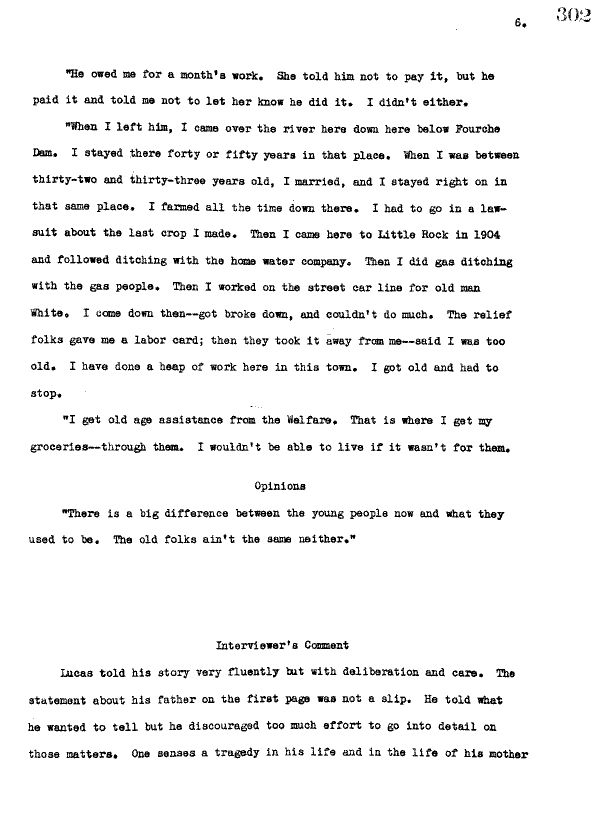 6. 302
"He owed me for a month's work. She told him not to pay it, but he
paid it and told me not to let her know he did it. I didn't either.
"When I left him, I came over the river here down here below Fourche
Dam. I stayed there forty or fifty years in that place. When I was between
thirty-two and thirty-three years old, I married, and I stayed right on in
that same place. I farmed all the time down there. I had to go in a law-
suit about the last crop I made. Then I came here to Little Rock in 1904
and followed ditching with the home water company. Then I did gas ditching
with the gas people. Then I worked on the street car line for old man
White. I come down then--got broke down, and couldn't do much. The relief
folks gave me a labor card; then they took it away from me--said I was too
old. I have done a heap of work here in this town. I got old and had to
stop.
"I get old age assistance from the Welfare. That is where I get my
groceries--through them. I wouldn't be able to live if it wasn't for them.
Opinions
"There is a big difference between the young people now and what they
used to be. The old folks ain't the same neither."
Interviewer's Comment
Lucas told his story very fluently but with deliberation and care. The
statement about his father on the first page was not a slip. He told what
he wanted to tell but he discouraged too much effort to go into detail on
those matters. One senses a tragedy in his life and in the life of his mother